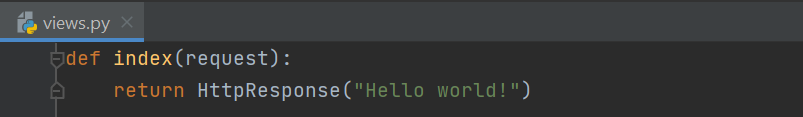 views.py
def index(request):
    return HttpResponse("Hello world!")